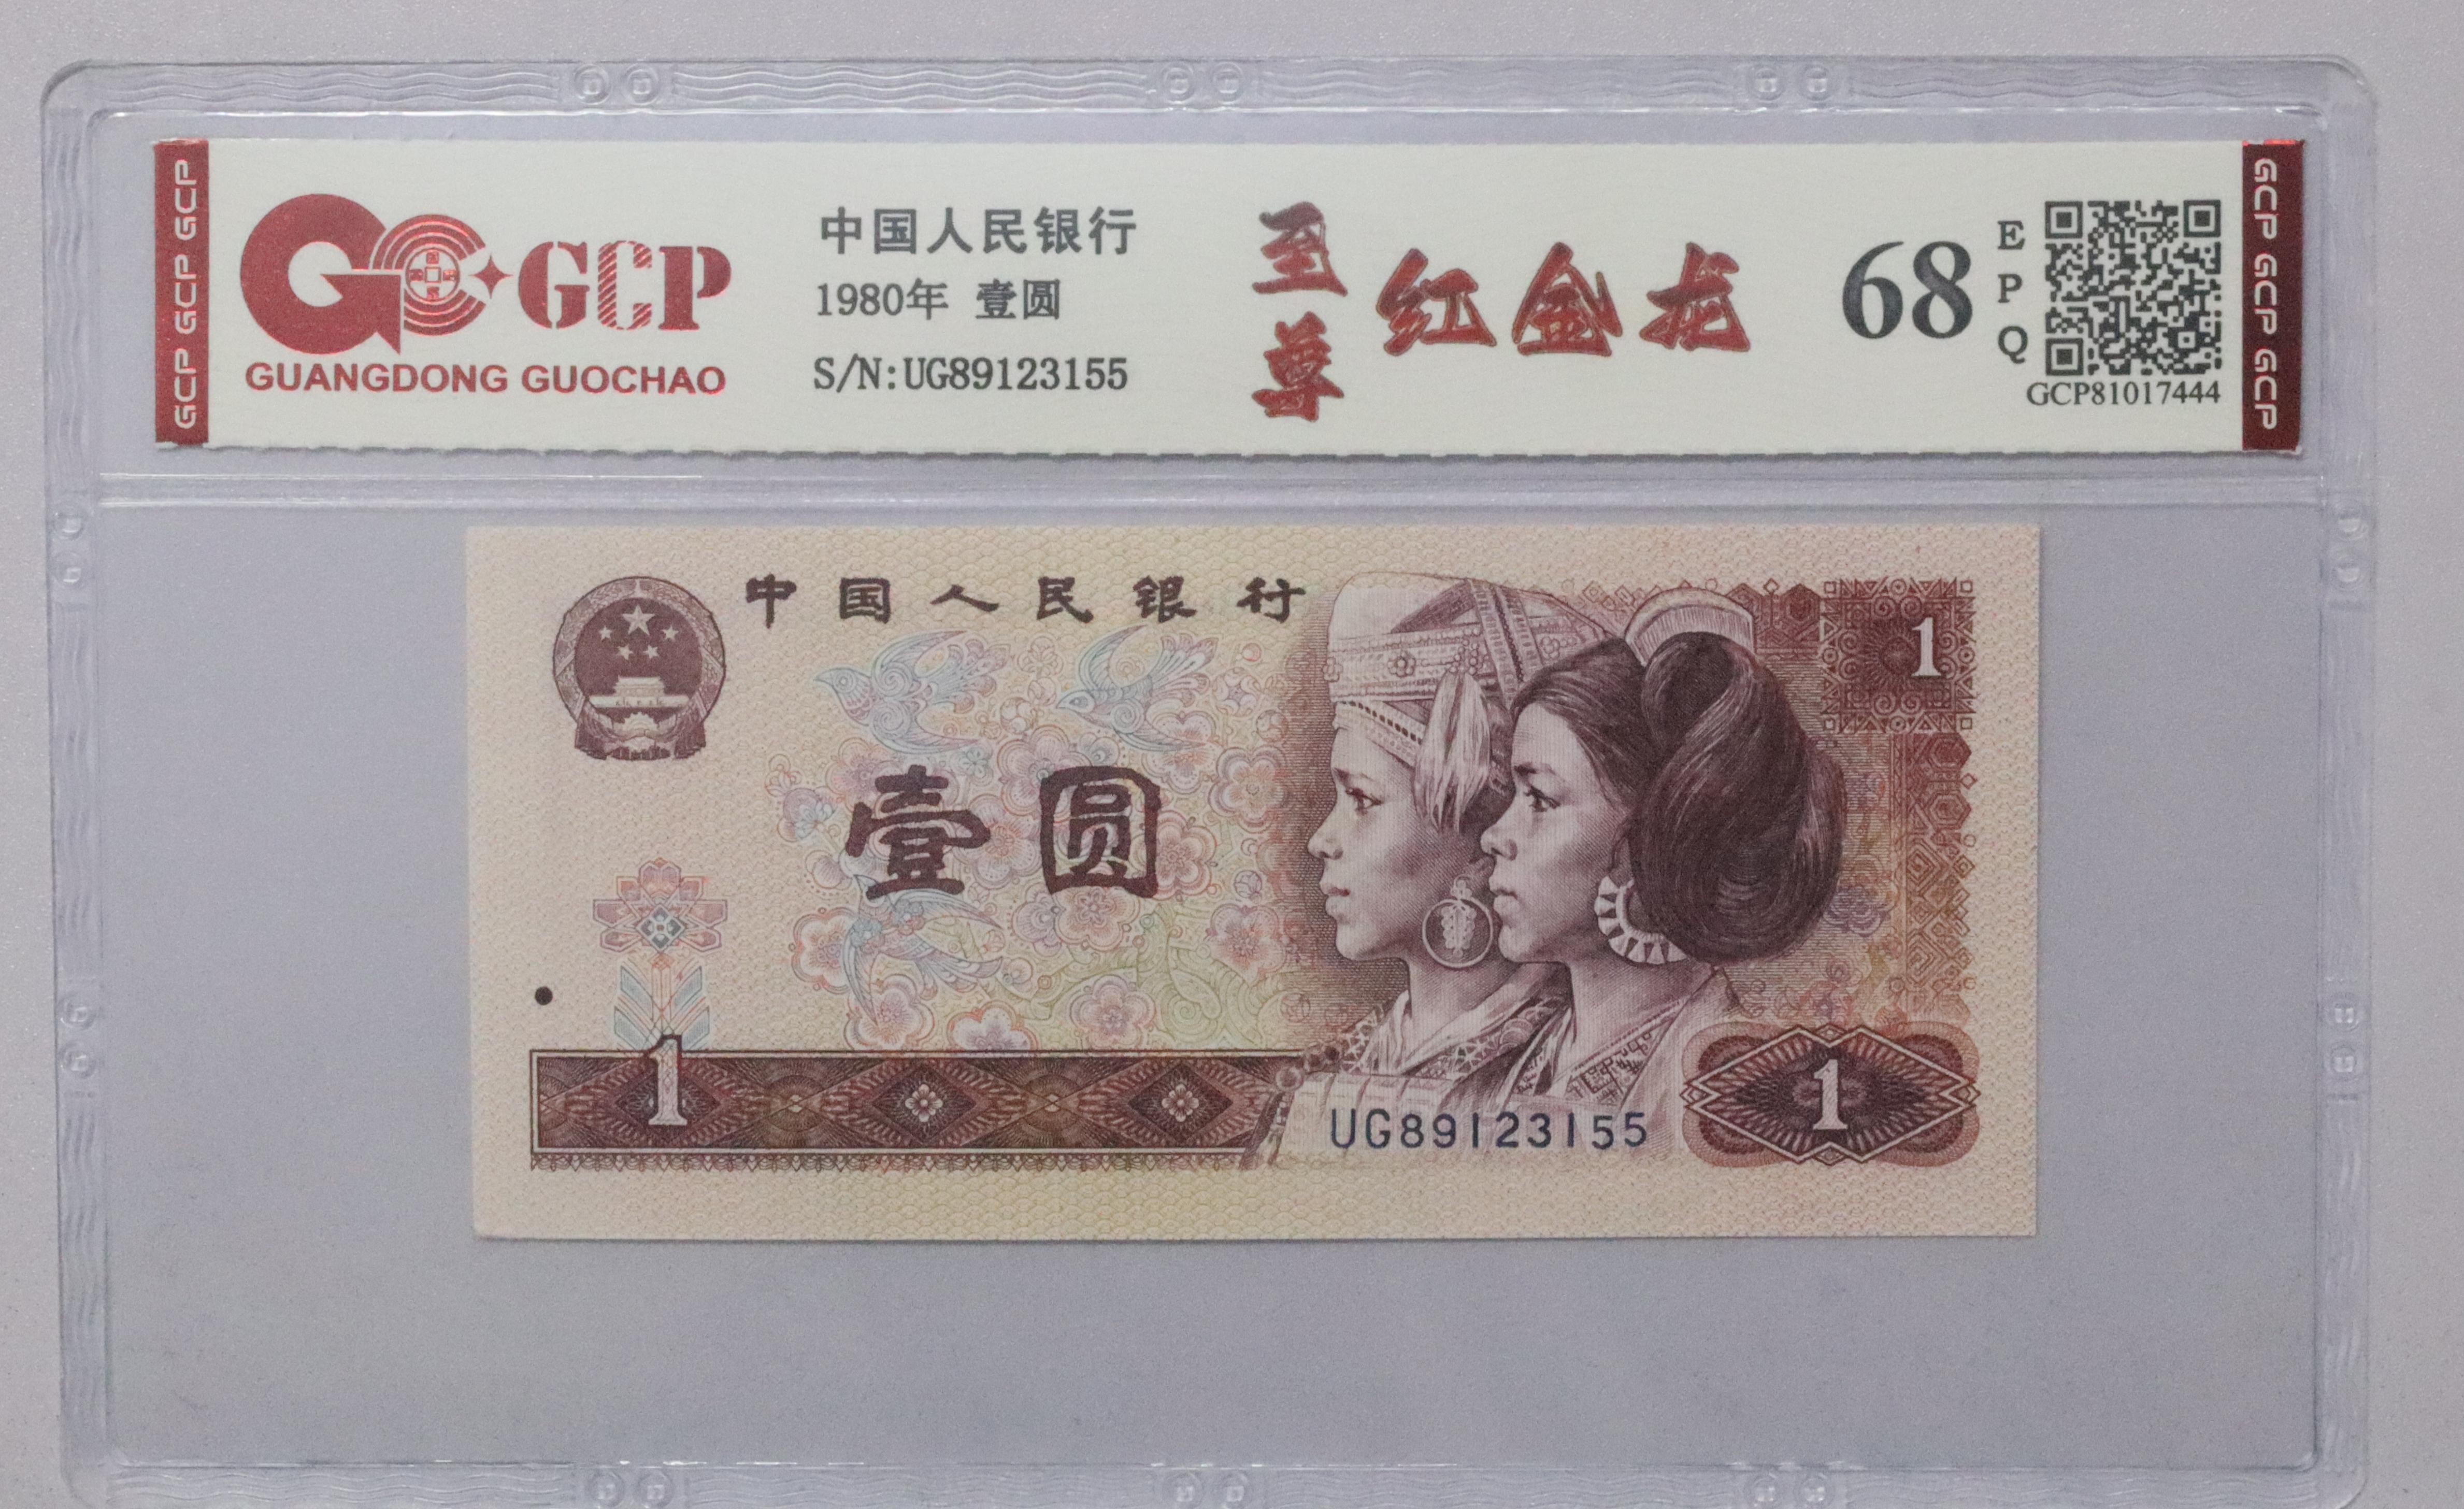 GCP GCP GCP
GCP
GUANGDONG GUOCHAO
中国人民银行
1980年 壹圆
S/N:UG89123155
至尊
红金龙
68
EPQ
GCP81017444
GCP GCP GCP
中国人民银行
1
壹圆
1
UG89123155
1